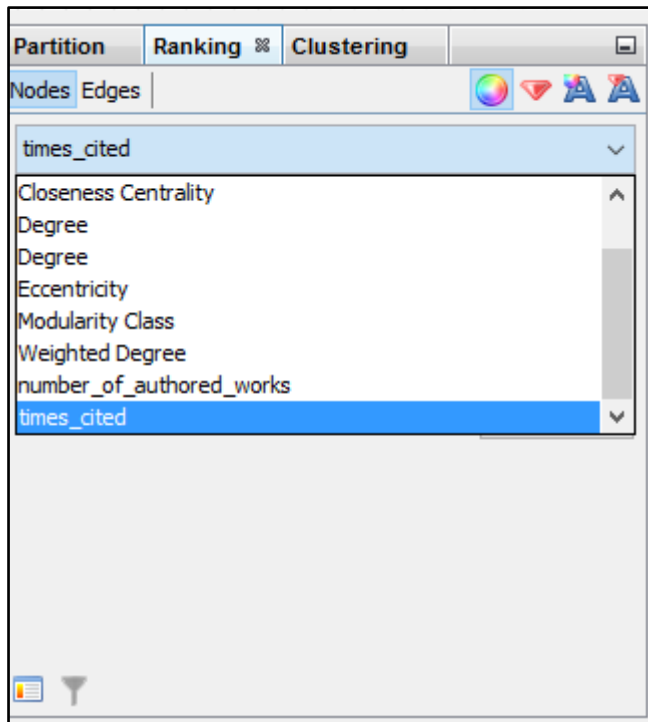 Partition Ranking Clustering
Nodes Edges
times_cited
Closeness Centrality
Degree
Degree
Eccentricity
Modularity Class
Weighted Degree
number_of_authored_works
times_cited